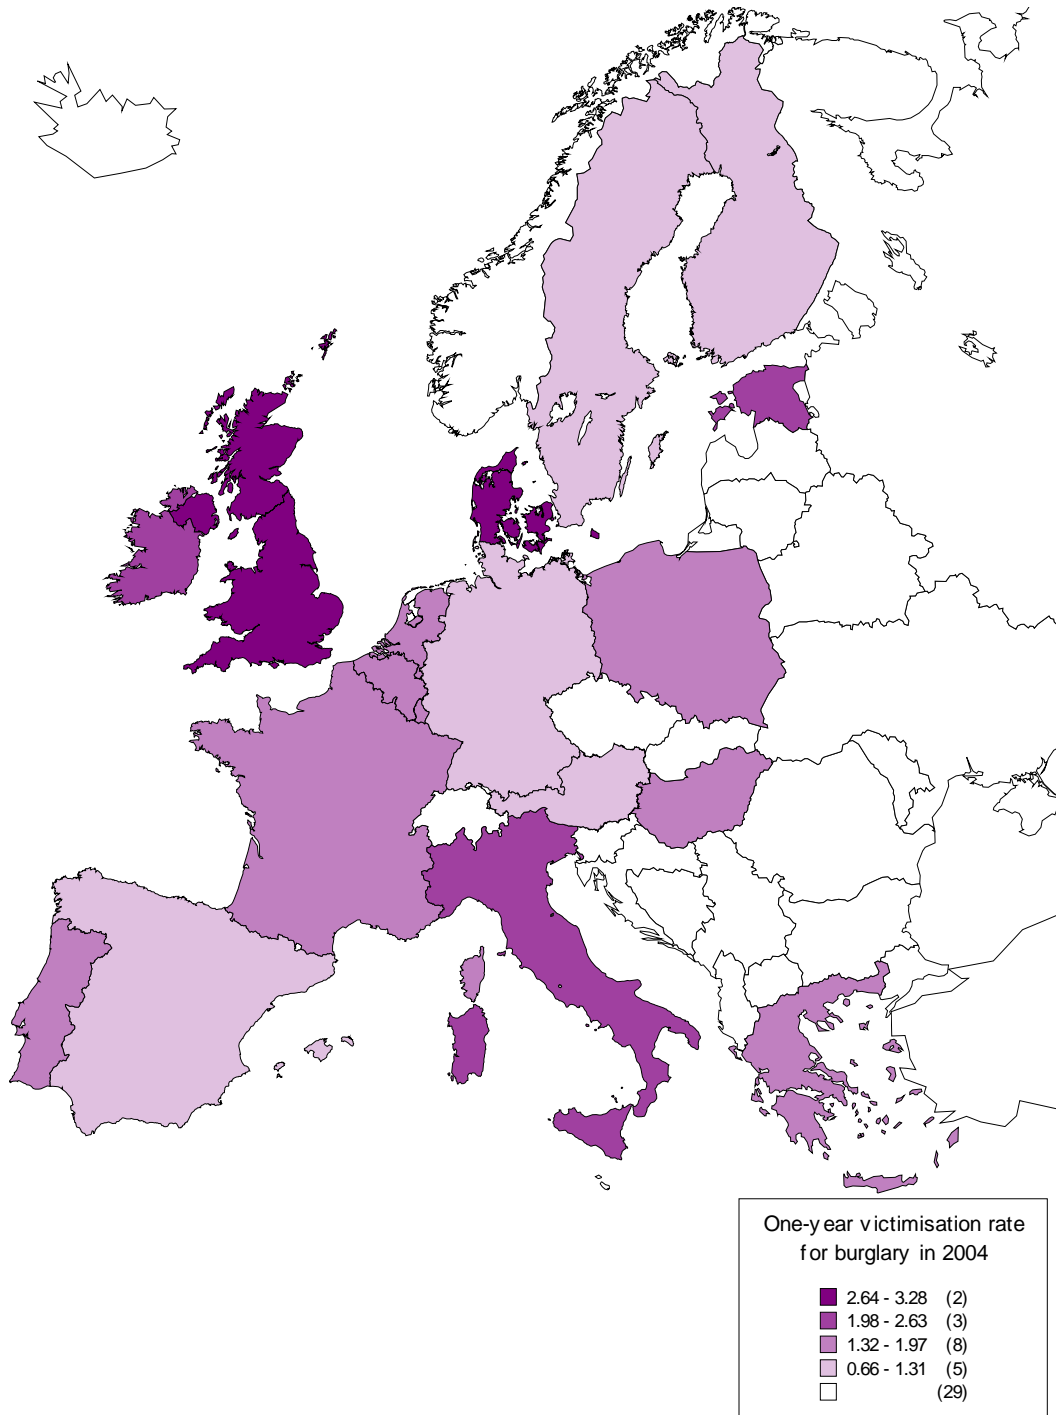 One-year victimisation rate
for burglary in 2004
2.64 - 3.28 (2)
1.98 - 2.63 (3)
1.32 - 1.97 (8)
0.66 - 1.31 (5)
(29)